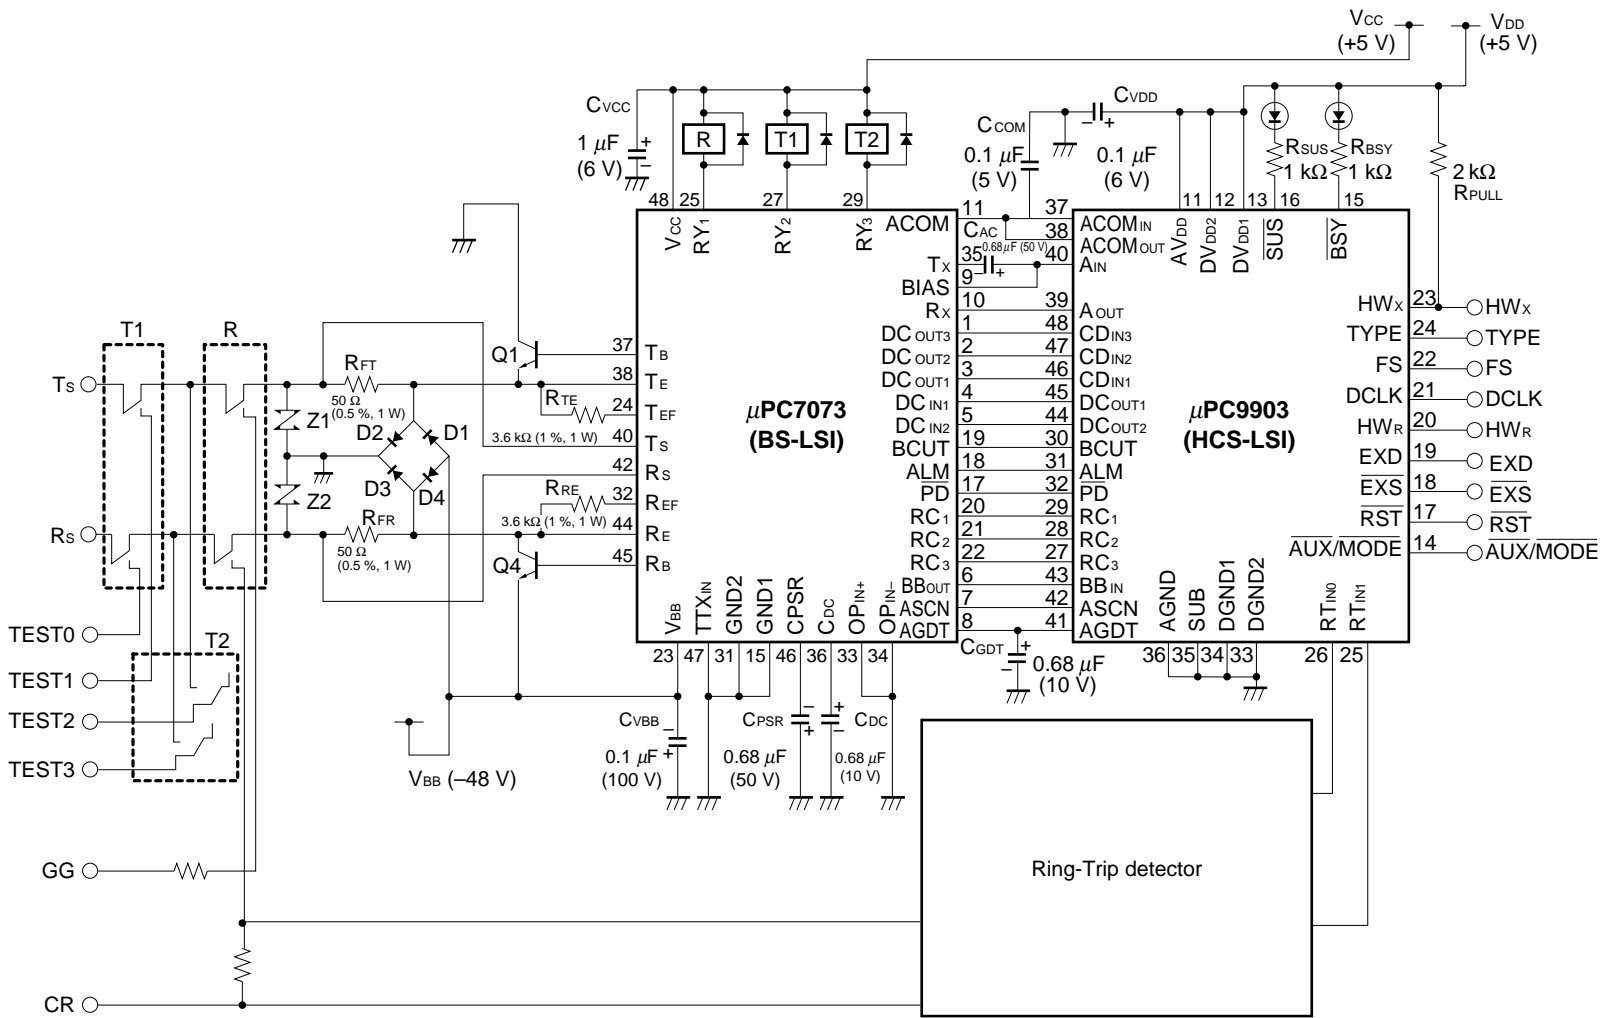 VCC
(+5 V)
VDD
(+5 V)
CVCC
1 μF
(6 V)
+
–
R
T1
T2
CCOM
0.1 μF
(5 V)
CVDD
– +
0.1 μF
(6 V)
RSUS
1 kΩ
RBSY
1 kΩ
2 kΩ
RPULL
48 25 27 29
VCC RY1 RY2 RY3
11 12 13 16 15
AVDD DVDD2 DVDD1 SUS BSY
μPC7073
(BS-LSI)
μPC9903
(HCS-LSI)
ACOM 11 37 ACOMIN
38 ACOMOUT
CAC
0.68 μF (50 V)
– +
TX 35 40 AIN
BIAS 9
RX 10 39 AOUT
DCOUT3 1 48 CDIN3
DCOUT2 2 47 CDIN2
DCOUT1 3 46 CDIN1
DCIN1 4 45 DCOUT1
DCIN2 5 44 DCOUT2
BCUT 19 30 BCUT
ALM 18 31 ALM
PD 17 32 PD
RC1 20 29 RC1
RC2 21 28 RC2
RC3 22 27 RC3
BBOUT 6 43 BBIN
ASCN 7 42 ASCN
AGDT 8 41 AGDT
CGDT
+
–
0.68 μF
(10 V)
HWX 23 HWX
TYPE 24 TYPE
FS 22 FS
DCLK 21 DCLK
HWR 20 HWR
EXD 19 EXD
EXS 18 EXS
RST 17 RST
AUX/MODE 14 AUX/MODE
T1
R
TS
RS
Z1
Z2
RFT
50 Ω
(0.5 %, 1 W)
D2 D1
D3 D4
RFR
50 Ω
(0.5 %, 1 W)
Q1
Q4
RTE
3.6 kΩ (1 %, 1 W)
RRE
3.6 kΩ (1 %, 1 W)
37 TB
38 TE
24 TEF
40 TS
42 RS
32 REF
44 RE
45 RB
VBB TTXIN GND2 GND1 CPSR CDC OPIN+ OPIN–
23 47 31 15 46 36 33 34
AGND SUB DGND1 DGND2 RTIN0 RTIN1
36 35 34 33 26 25
TEST0
T2
TEST1
TEST2
TEST3
VBB (–48 V)
CVBB
–
+
0.1 μF
(100 V)
CPSR
–
+
0.68 μF
(50 V)
+
–
CDC
0.68 μF
(10 V)
GG
CR
Ring-Trip detector